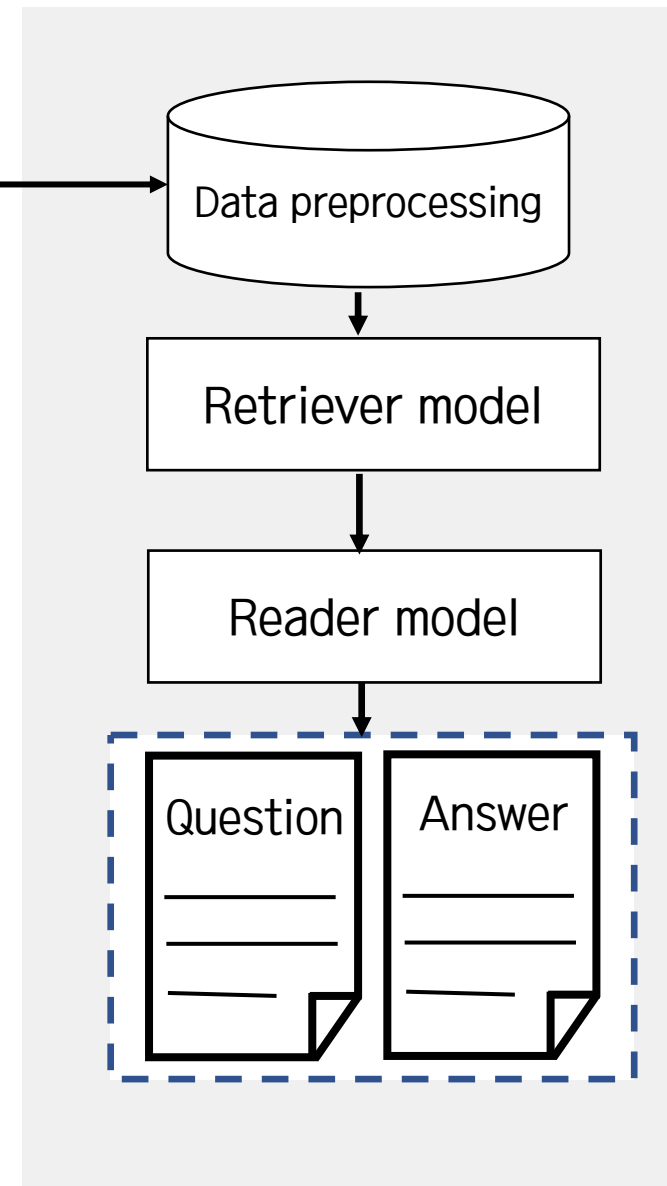 Data preprocessing
Retriever model
Reader model
Question
Answer